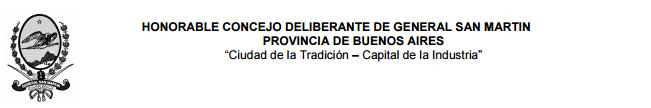 HONORABLE CONCEJO DELIBERANTE DE GENERAL SAN MARTIN
PROVINCIA DE BUENOS AIRES
“Ciudad de la Tradición – Capital de la Industria”